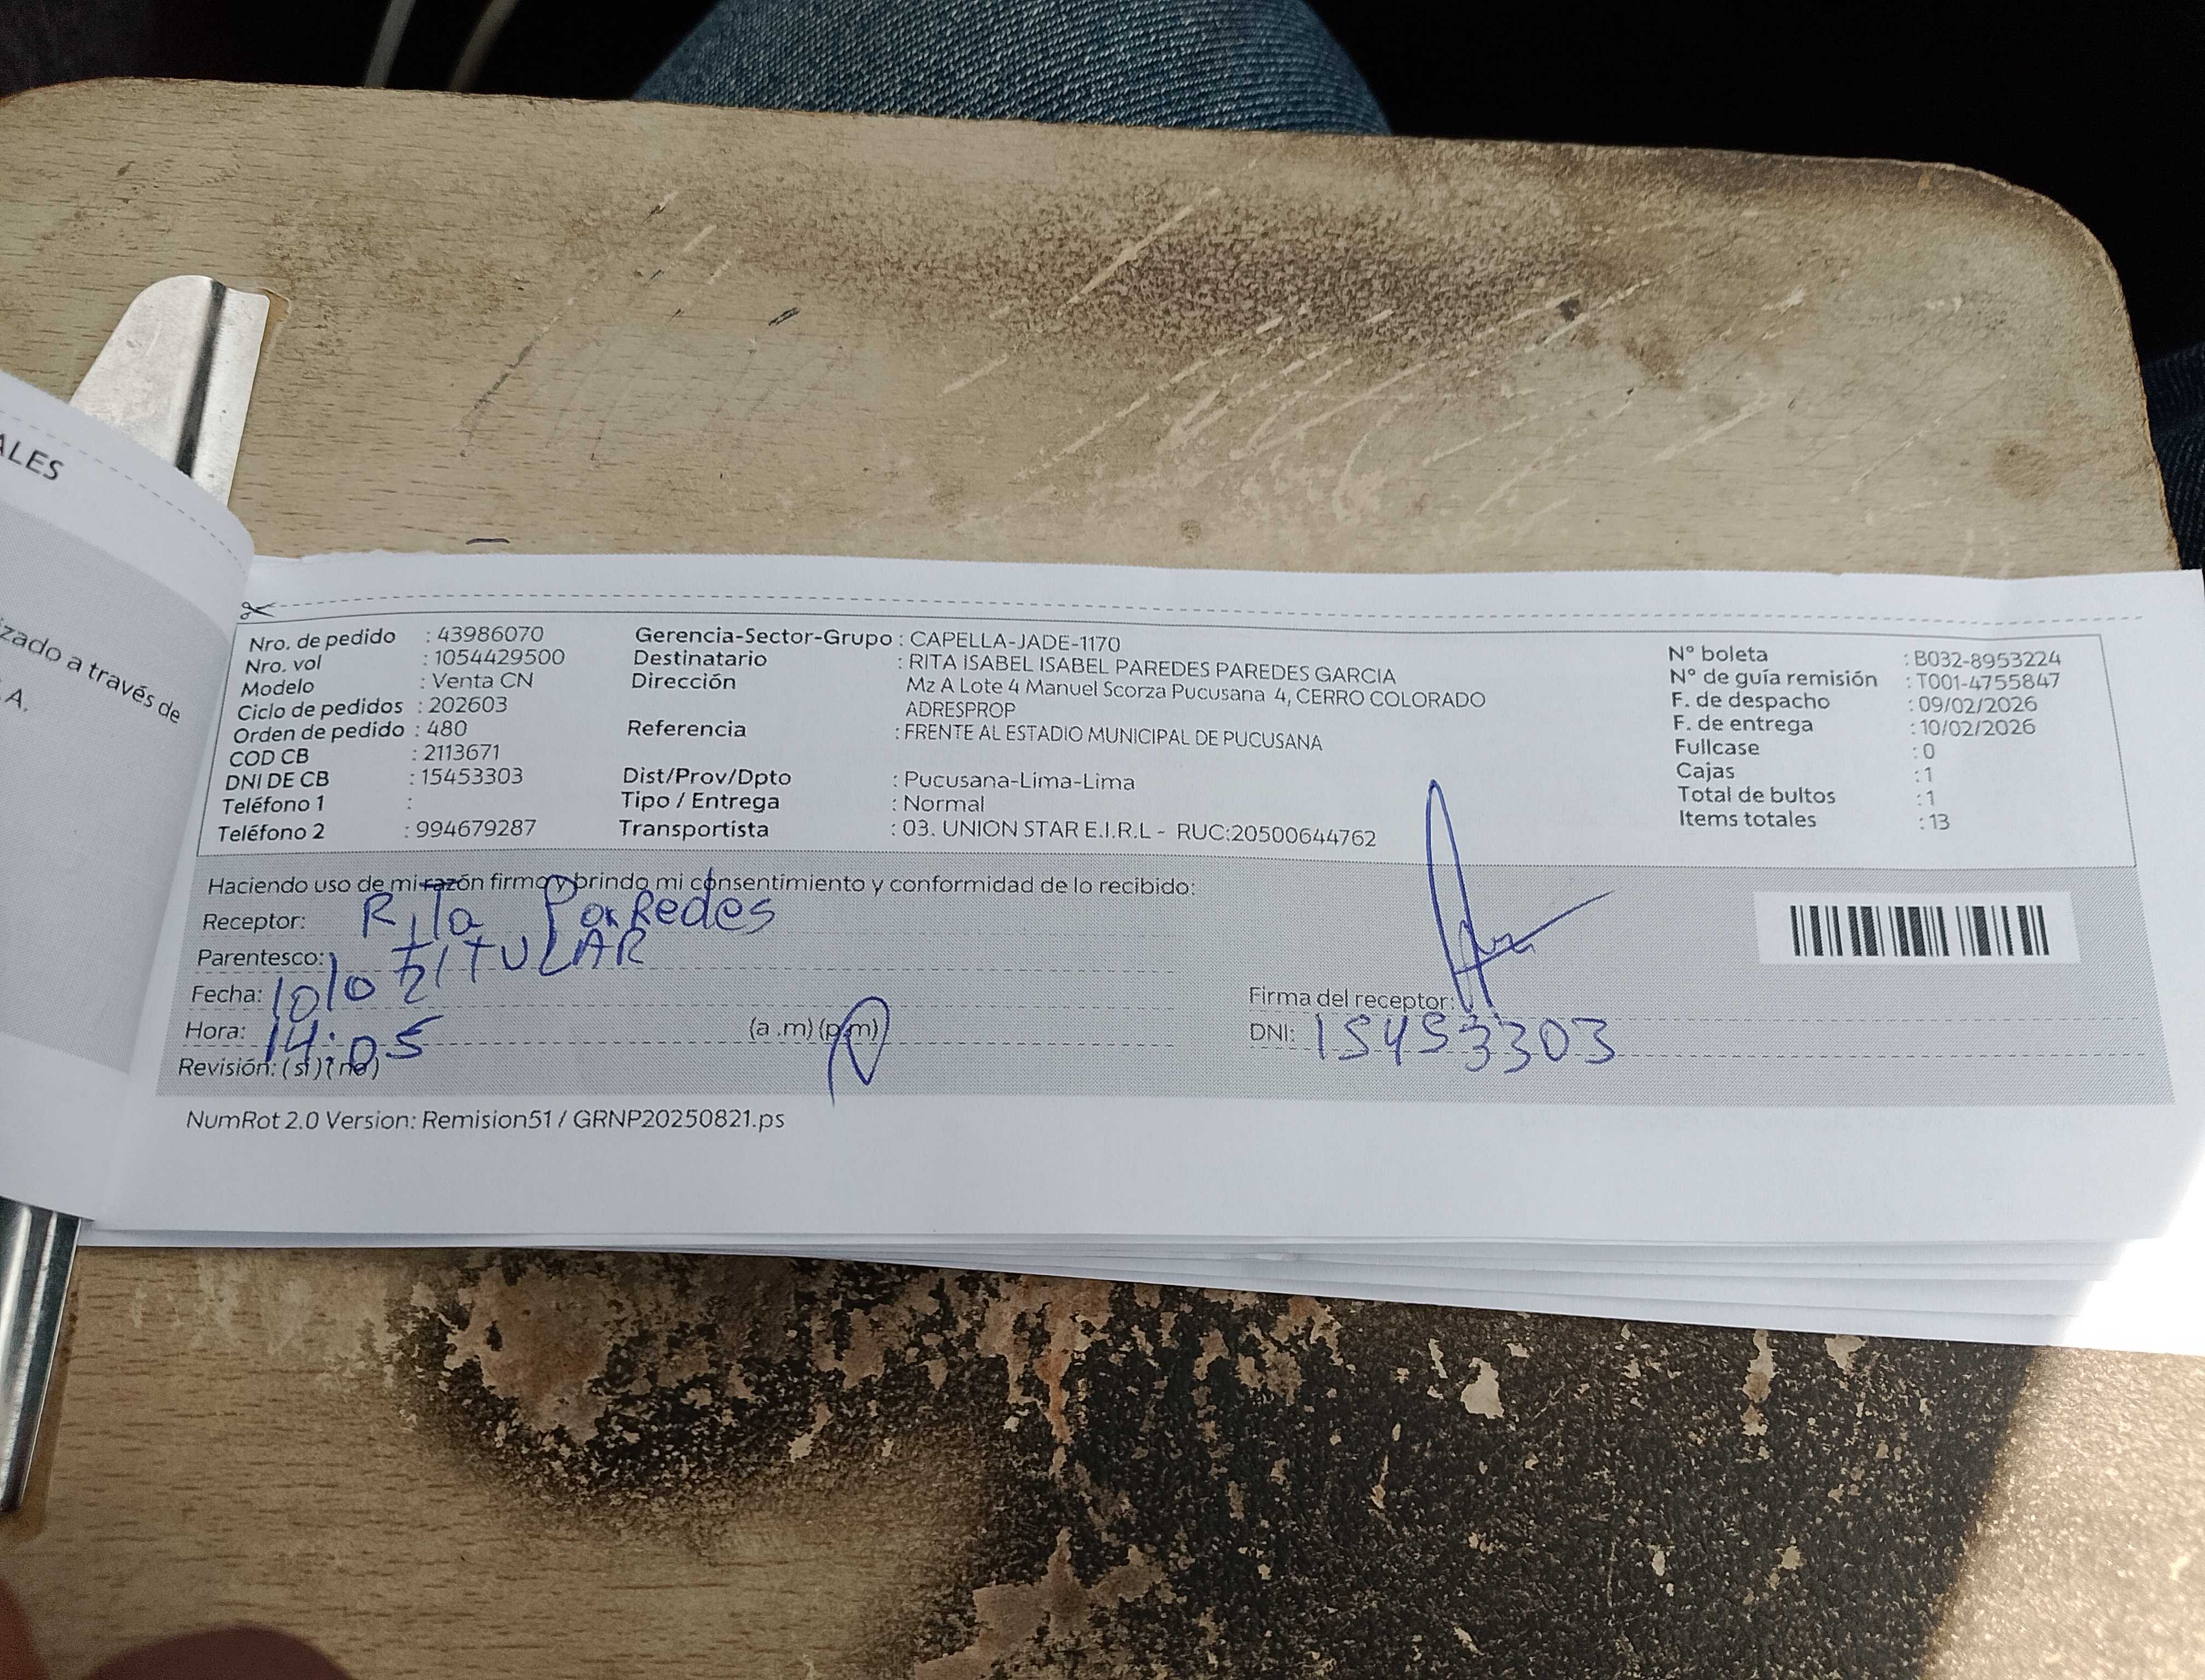 ALES
izado a través de
A.
Nro. de pedido : 43986070
Nro. vol : 1054429500
Modelo : Venta CN
Ciclo de pedidos : 202603
Orden de pedido : 480
COD CB : 2113671
DNI DE CB : 15453303
Teléfono 1 :
Teléfono 2 : 994679287
Gerencia-Sector-Grupo : CAPELLA-JADE-1170
Destinatario : RITA ISABEL ISABEL PAREDES PAREDES GARCIA
Dirección Mz A Lote 4 Manuel Scorza Pucusana 4, CERRO COLORADO
ADRESPROP
Referencia : FRENTE AL ESTADIO MUNICIPAL DE PUCUSANA
Dist/Prov/Dpto : Pucusana-Lima-Lima
Tipo / Entrega : Normal
Transportista : 03. UNION STAR E.I.R.L - RUC:20500644762
N° boleta : B032-8953224
N° de guía remisión : T001-4755847
F. de despacho : 09/02/2026
F. de entrega : 10/02/2026
Fullcase : 0
Cajas : 1
Total de bultos : 1
Items totales : 13
Haciendo uso de mi razón firmo y brindo mi consentimiento y conformidad de lo recibido:
Receptor: Rita Paredes
Parentesco: TITULAR
Fecha: 10/02
Hora: 14:05 (a .m) (p.m)
Revisión: (si) (no)
Firma del receptor:
DNI: 15453303
NumRot 2.0 Version: Remision51 / GRNP20250821.ps